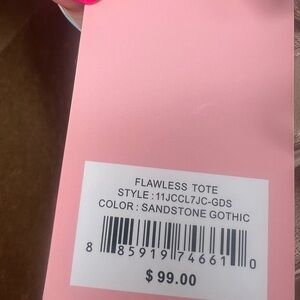 FLAWLESS TOTE
STYLE : 11JCCL7JC-GDS
COLOR : SANDSTONE GOTHIC
8 85919 74661 0
$ 99.00